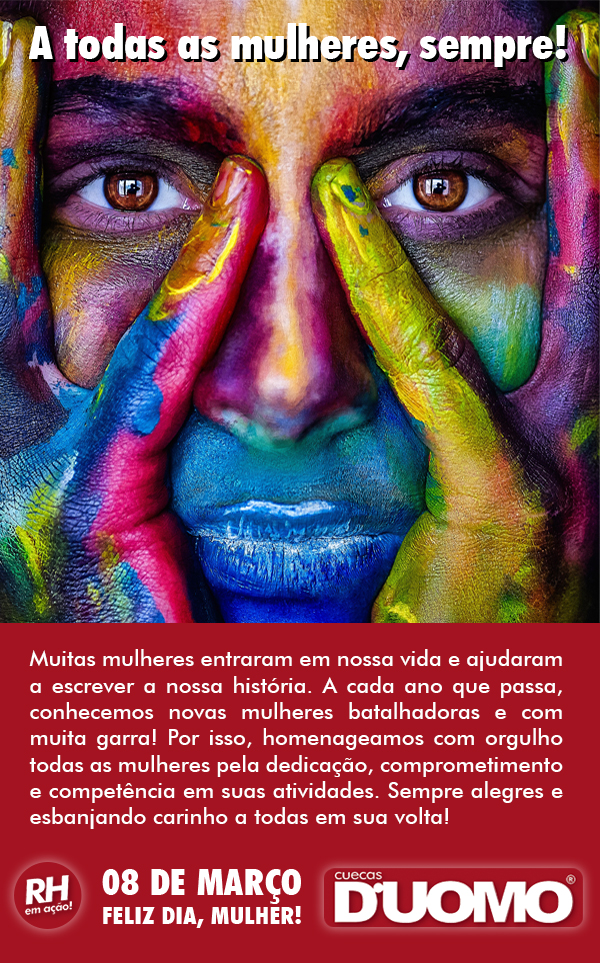 A todas as mulheres, sempre!
Muitas mulheres entraram em nossa vida e ajudaram
a escrever a nossa história. A cada ano que passa,
conhecemos novas mulheres batalhadoras e com
muita garra! Por isso, homenageamos com orgulho
todas as mulheres pela dedicação, comprometimento
e competência em suas atividades. Sempre alegres e
esbanjando carinho a todas em sua volta!
RH
em ação!
08 DE MARÇO
FELIZ DIA, MULHER!
cuecas
D'UOMO®